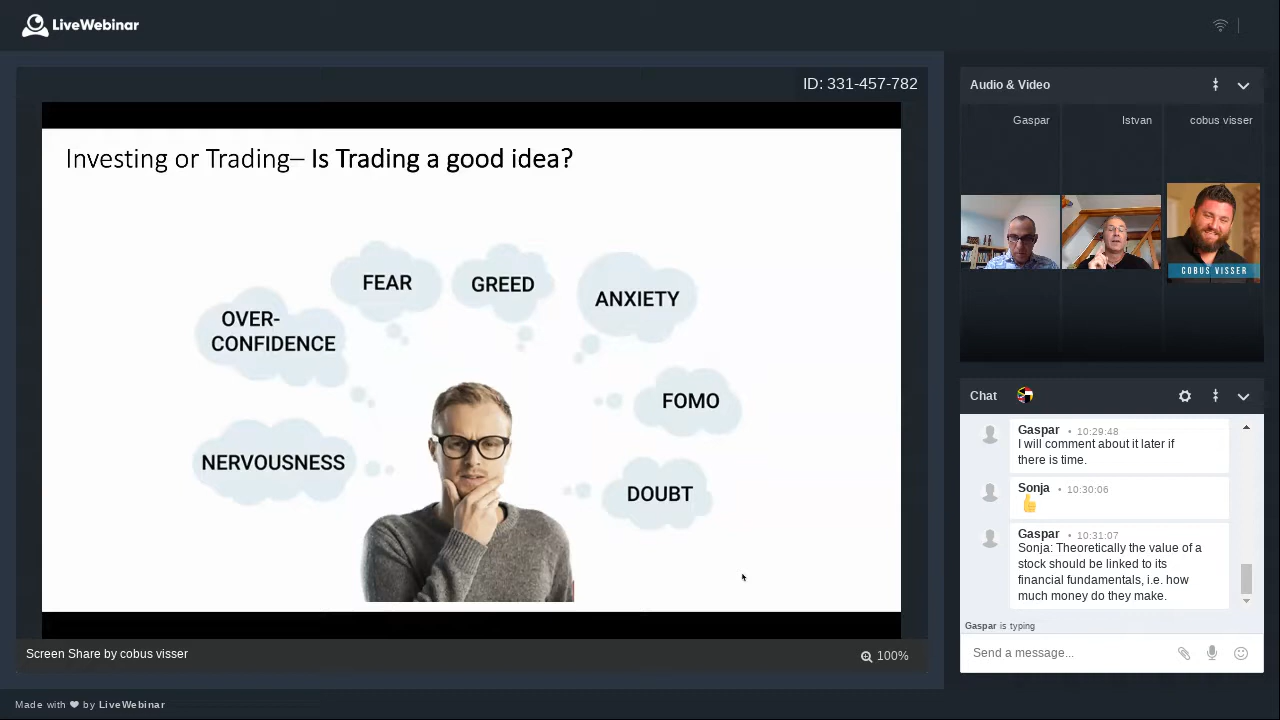 LiveWebinar
ID: 331-457-782
Investing or Trading– Is Trading a good idea?
FEAR
GREED
ANXIETY
OVER-
CONFIDENCE
FOMO
NERVOUSNESS
DOUBT
Screen Share by cobus visser
100%
Audio & Video
Gaspar
Istvan
cobus visser
COBUS VISSER
Chat
Gaspar • 10:29:48
I will comment about it later if
there is time.
Sonja • 10:30:06
Gaspar • 10:31:07
Sonja: Theoretically the value of a
stock should be linked to its
financial fundamentals, i.e. how
much money do they make.
Gaspar is typing
Send a message...
Made with ❤ by LiveWebinar